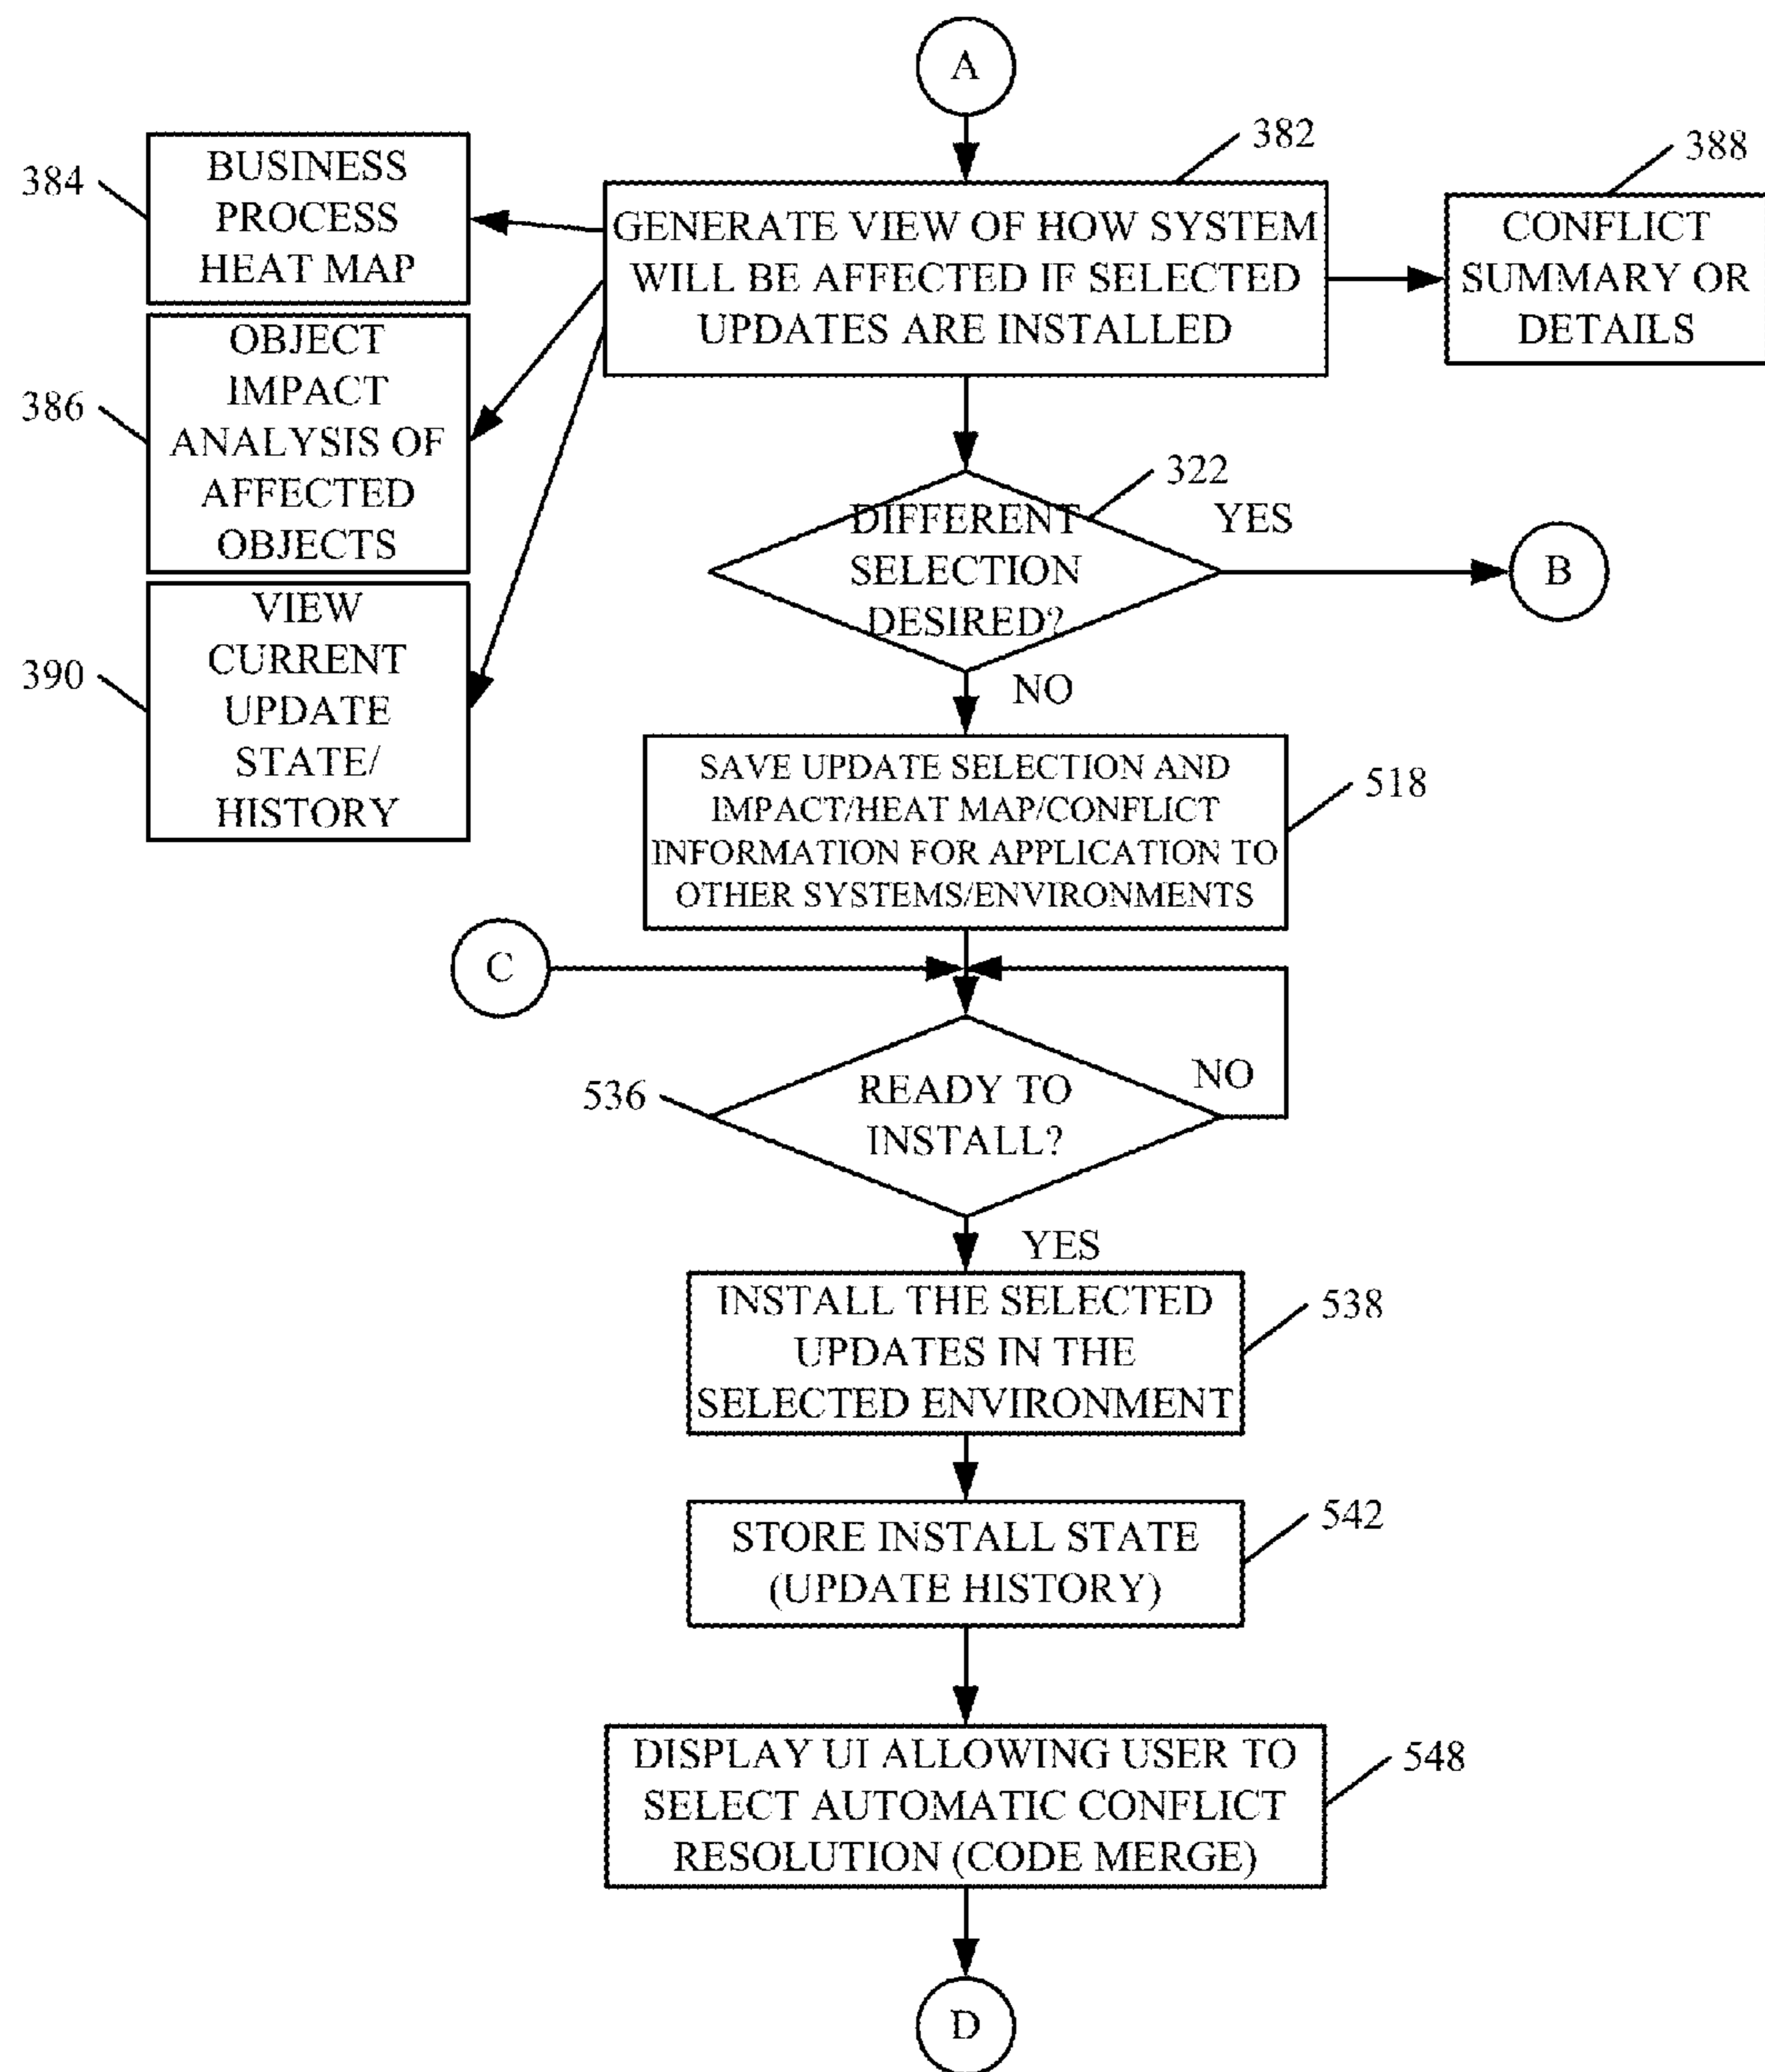 A
382
388
384
BUSINESS
PROCESS
HEAT MAP
GENERATE VIEW OF HOW SYSTEM
WILL BE AFFECTED IF SELECTED
UPDATES ARE INSTALLED
CONFLICT
SUMMARY OR
DETAILS
386
OBJECT
IMPACT
ANALYSIS OF
AFFECTED
OBJECTS
322
DIFFERENT
SELECTION
DESIRED?
YES
B
390
VIEW
CURRENT
UPDATE
STATE/
HISTORY
NO
SAVE UPDATE SELECTION AND
IMPACT/HEAT MAP/CONFLICT
INFORMATION FOR APPLICATION TO
OTHER SYSTEMS/ENVIRONMENTS
518
C
536
READY TO
INSTALL?
NO
YES
INSTALL THE SELECTED
UPDATES IN THE
SELECTED ENVIRONMENT
538
STORE INSTALL STATE
(UPDATE HISTORY)
542
DISPLAY UI ALLOWING USER TO
SELECT AUTOMATIC CONFLICT
RESOLUTION (CODE MERGE)
548
D